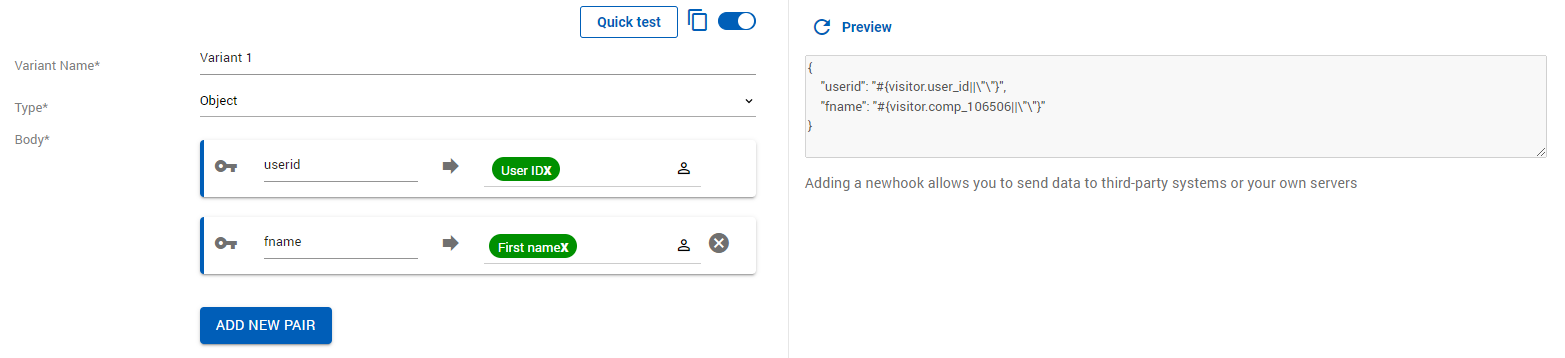 Quick test
Variant Name*
Variant 1
Type*
Object
Body*
userid
User IDX
fname
First nameX
ADD NEW PAIR
Preview
{
"userid": "#{visitor.user_id||\"\"}",
"fname": "#{visitor.comp_106506||\"\"}"
}
Adding a newhook allows you to send data to third-party systems or your own servers